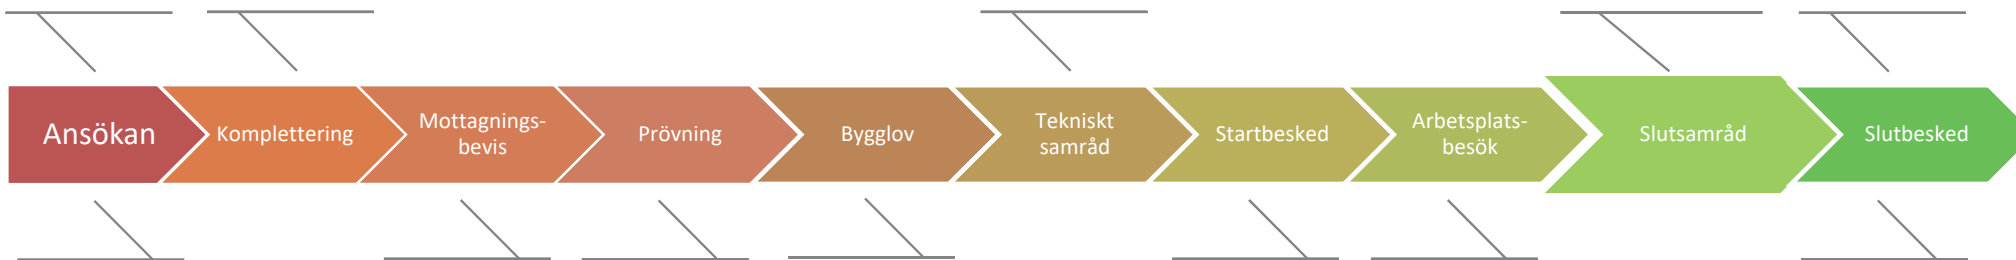 Ansökan
Komplettering
Mottagnings-
bevis
Prövning
Bygglov
Tekniskt
samråd
Startbesked
Arbetsplats-
besök
Slutsamråd
Slutbesked